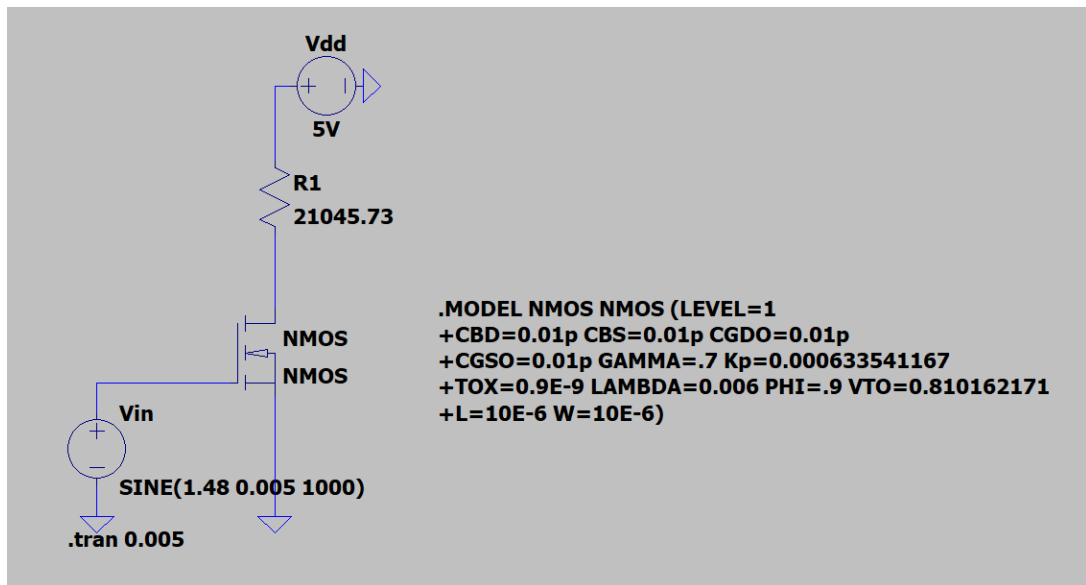 Vdd
5V
R1
21045.73
NMOS
NMOS
.MODEL NMOS NMOS (LEVEL=1
+CBD=0.01p CBS=0.01p CGDO=0.01p
+CGSO=0.01p GAMMA=.7 Kp=0.000633541167
+TOX=0.9E-9 LAMBDA=0.006 PHI=.9 VTO=0.810162171
+L=10E-6 W=10E-6)
Vin
SINE(1.48 0.005 1000)
.tran 0.005